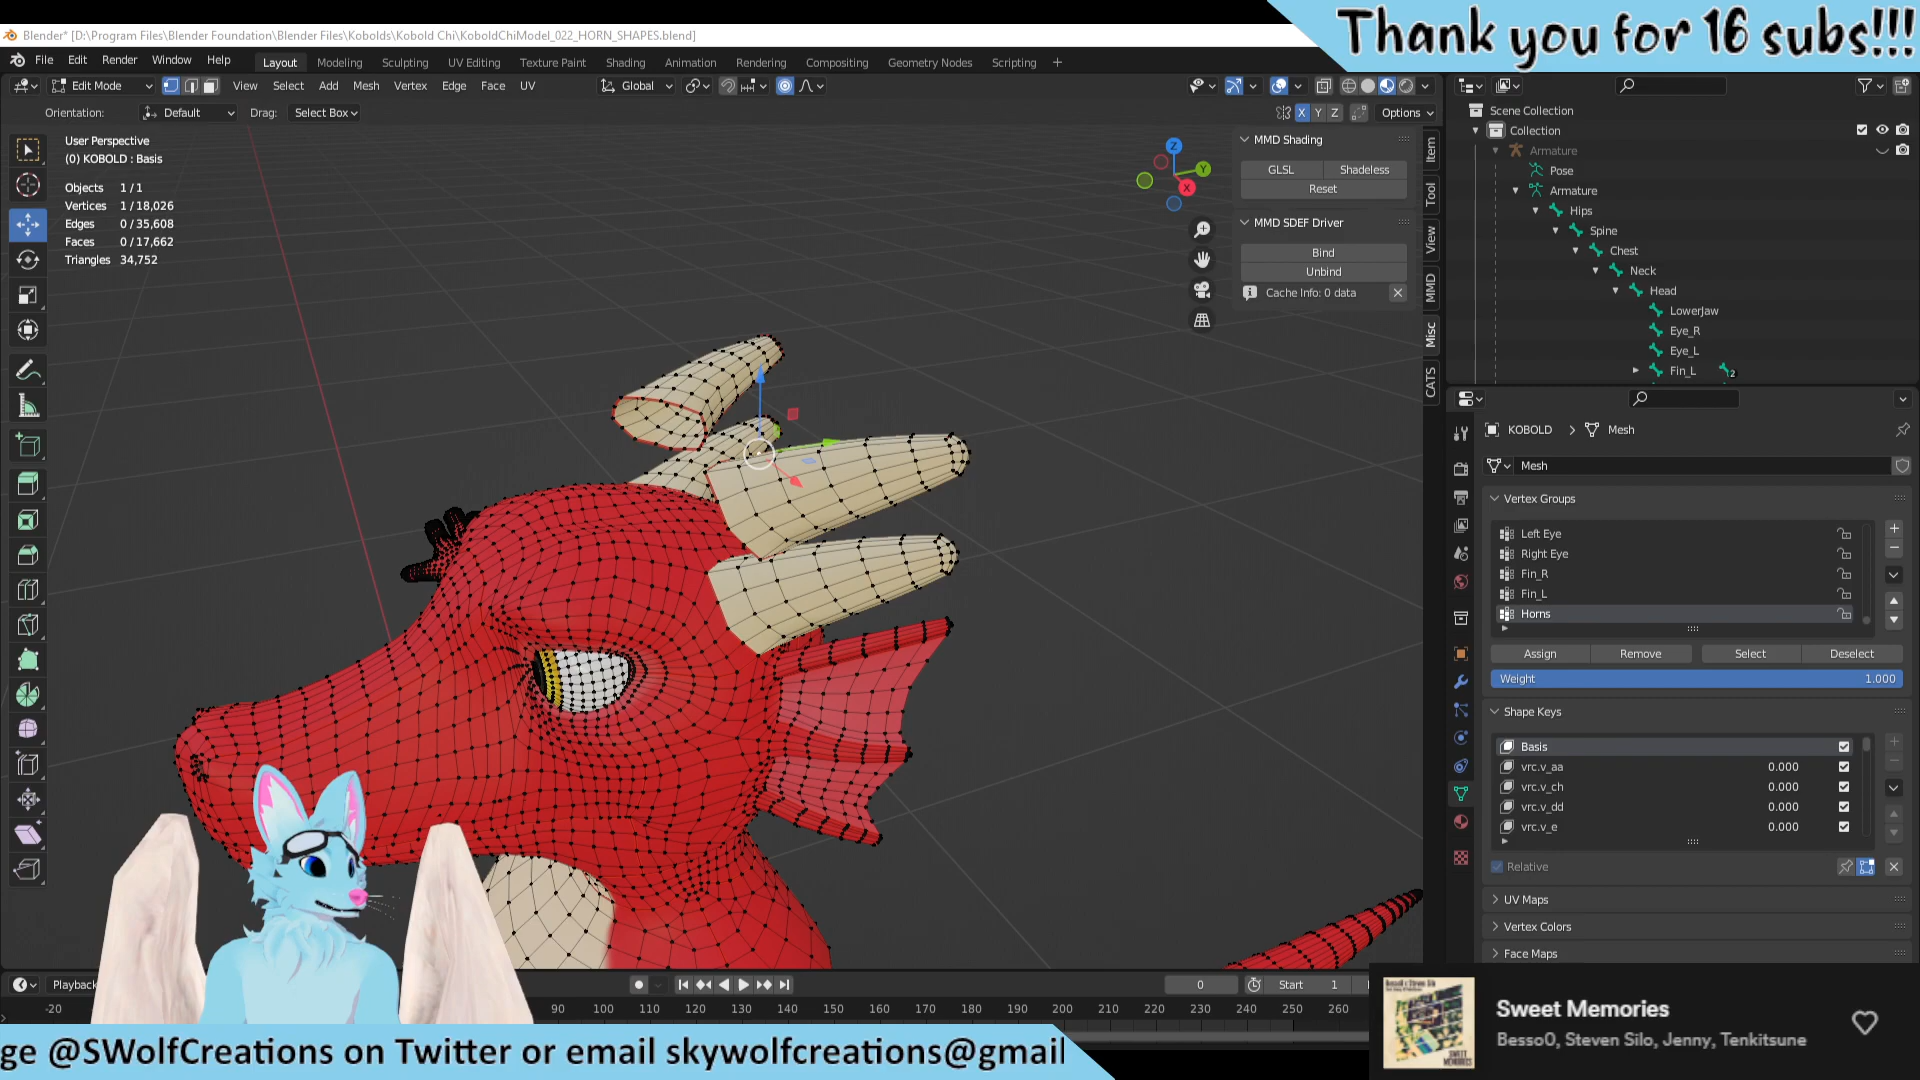 Thank you for 16 subs!!!
Blender* [D:\Program Files\Blender Foundation\Blender Files\Kobolds\Kobold Chi\KoboldChiModel_022_HORN_SHAPES.blend]
File Edit Render Window Help Layout Modeling Sculpting UV Editing Texture Paint Shading Animation Rendering Compositing Geometry Nodes Scripting +
Edit Mode View Select Add Mesh Vertex Edge Face UV Global
Orientation: Default Drag: Select Box X Y Z Options
User Perspective
(0) KOBOLD : Basis
Objects 1 / 1
Vertices 1 / 18,026
Edges 0 / 35,608
Faces 0 / 17,662
Triangles 34,752
Z
Y
X
MMD Shading
GLSL Shadeless
Reset
MMD SDEF Driver
Bind
Unbind
Cache Info: 0 data
Item
Tool
View
MMD
Misc
CATS
Scene Collection
Collection
Armature
Pose
Armature
Hips
Spine
Chest
Neck
Head
LowerJaw
Eye_R
Eye_L
Fin_L 2
KOBOLD > Mesh
Mesh
Vertex Groups
Left Eye
Right Eye
Fin_R
Fin_L
Horns
Assign Remove Select Deselect
Weight 1.000
Shape Keys
Basis
vrc.v_aa 0.000
vrc.v_ch 0.000
vrc.v_dd 0.000
vrc.v_e 0.000
Relative
UV Maps
Vertex Colors
Face Maps
Playback 0 Start 1
-20 90 100 110 120 130 140 150 160 170 180 190 200 210 220 230 240 250 260
ge @SWolfCreations on Twitter or email skywolfcreations@gmail
Sweet Memories
BessoO, Steven Silo, Jenny, Tenkitsune